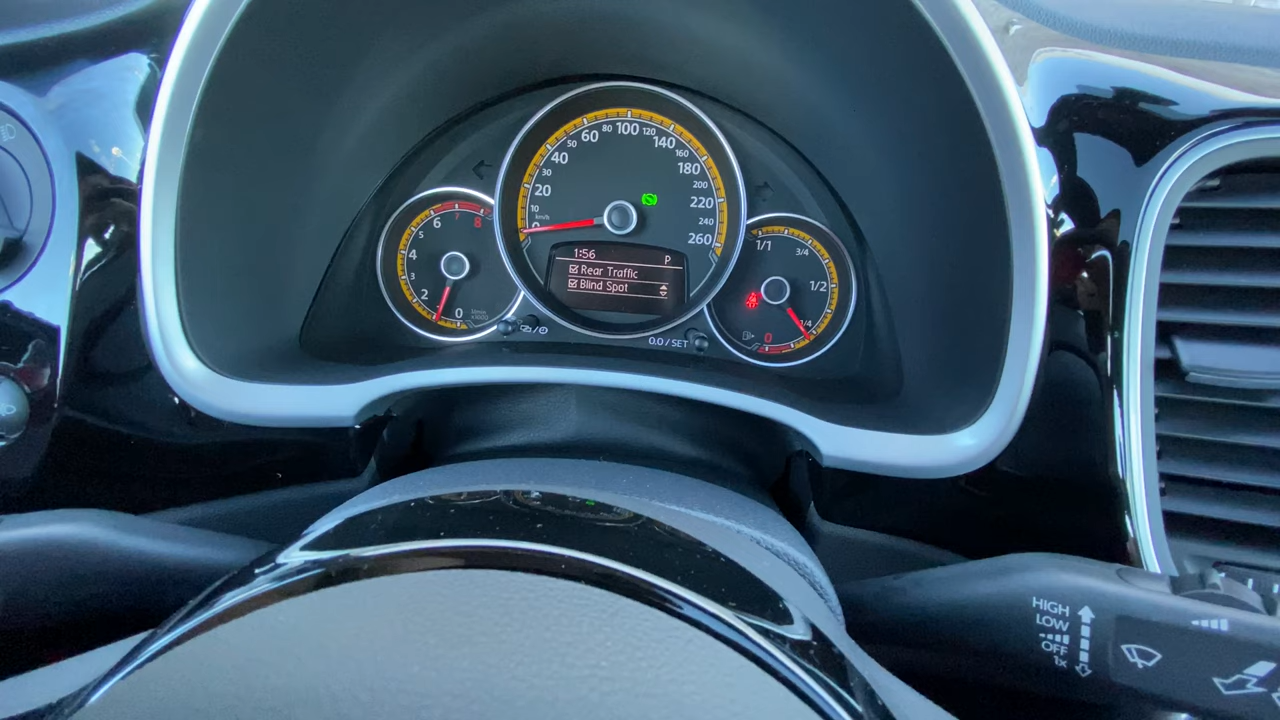 0 10 20 30 40 50 60 80 100 120 140 160 180 200 220 240 260
km/h
2 3 4 5 6 7 8
0
1/min
x1000
1:56 P
Rear Traffic
Blind Spot
1/1 3/4 1/2 1/4 0
0.0 / SET
HIGH
LOW
OFF
1x